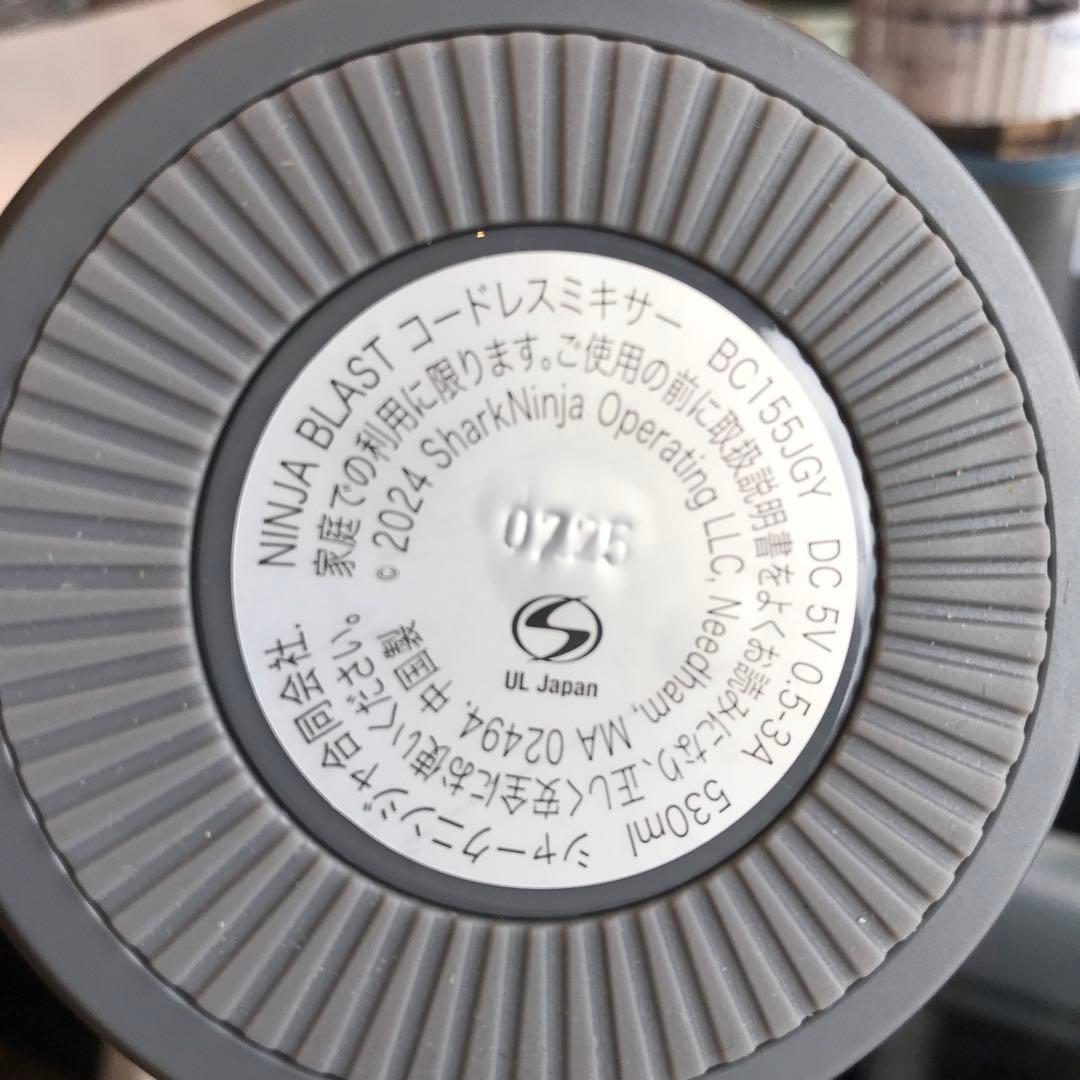 NINJA BLAST コードレスミキサー BC155JGY DC 5V 0.5-3A 530ml シャークニンジャ合同会社.
家庭での利用に限ります。ご使用の前に取扱説明書をよくお読みになり、正しく安全にお使いください。
© 2024 SharkNinja Operating LLC, Needham, MA 02494. 中国製
0725
S
UL Japan